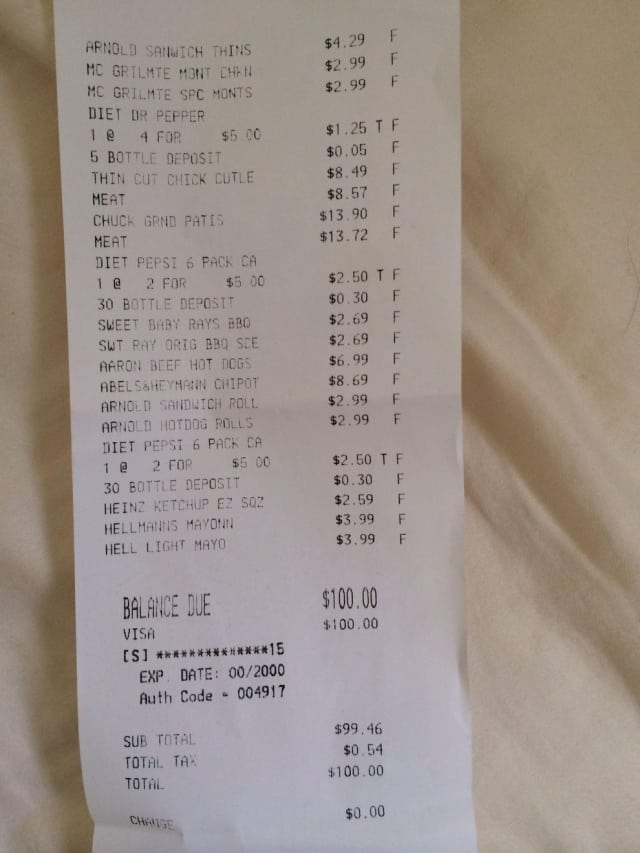 ARNOLD SANWICH THINS $4.29 F
MC GRILMTE MONT CHKN $2.99 F
MC GRILMTE SPC MONTS $2.99 F
DIET DR PEPPER
1 @ 4 FOR $5.00 $1.25 T F
5 BOTTLE DEPOSIT $0.05 F
THIN CUT CHICK CUTLE $8.49 F
MEAT $8.57 F
CHUCK GRND PATIS $13.90 F
MEAT $13.72 F
DIET PEPSI 6 PACK CA
1 @ 2 FOR $5.00 $2.50 T F
30 BOTTLE DEPOSIT $0.30 F
SWEET BABY RAYS BBQ $2.69 F
SWT RAY ORIG BBQ SCE $2.69 F
AARON BEEF HOT DOGS $6.99 F
ABELS&HEYMANN CHIPOT $8.69 F
ARNOLD SANDWICH ROLL $2.99 F
ARNOLD HOTDOG ROLLS $2.99 F
DIET PEPSI 6 PACK CA
1 @ 2 FOR $5.00 $2.50 T F
30 BOTTLE DEPOSIT $0.30 F
HEINZ KETCHUP EZ SQZ $2.59 F
HELLMANNS MAYONN $3.99 F
HELL LIGHT MAYO $3.99 F
BALANCE DUE $100.00
VISA $100.00
[S] **************15
EXP. DATE: 00/2000
Auth Code - 004917
SUB TOTAL $99.46
TOTAL TAX $0.54
TOTAL $100.00
CHANGE $0.00